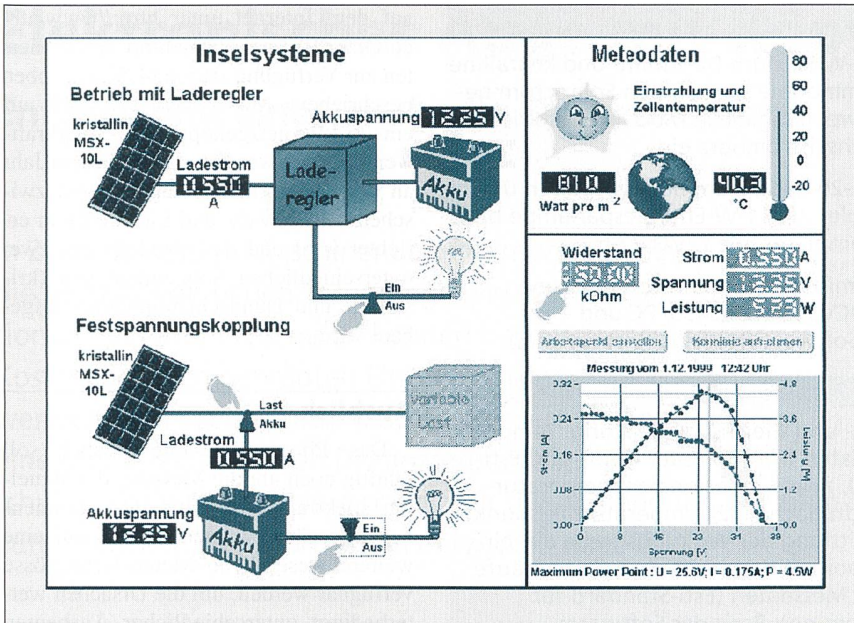 Inselsysteme
Betrieb mit Laderegler
kristallin
MSX-
10L
Ladestrom
0.550
A
Lade-
regler
Akkuspannung 12.25 V
Akku
Ein
Aus
Festspannungskopplung
kristallin
MSX-
10L
Last
Akku
variable
Last
Ladestrom
0.550 A
Akkuspannung
12.25 V
Akku
Ein
Aus
Meteodaten
Einstrahlung und
Zellentemperatur
810
Watt pro m²
40.3
°C
80
60
40
20
0
-20
Widerstand
50.00
kOhm
Strom 0.550 A
Spannung 12.25 V
Leistung W
Arbeitspunkt einstellen
Kennlinie aufnehmen
Messung vom 1.12.1999 12:42 Uhr
0.32
0.24
0.16
0.08
0.00
Strom [A]
4.8
3.6
2.4
1.2
0.0
Leistung [W]
0 8 16 23 31 39
Spannung [V]
Maximum Power Point : U = 25.6V; I = 0.175A; P = 4.5W